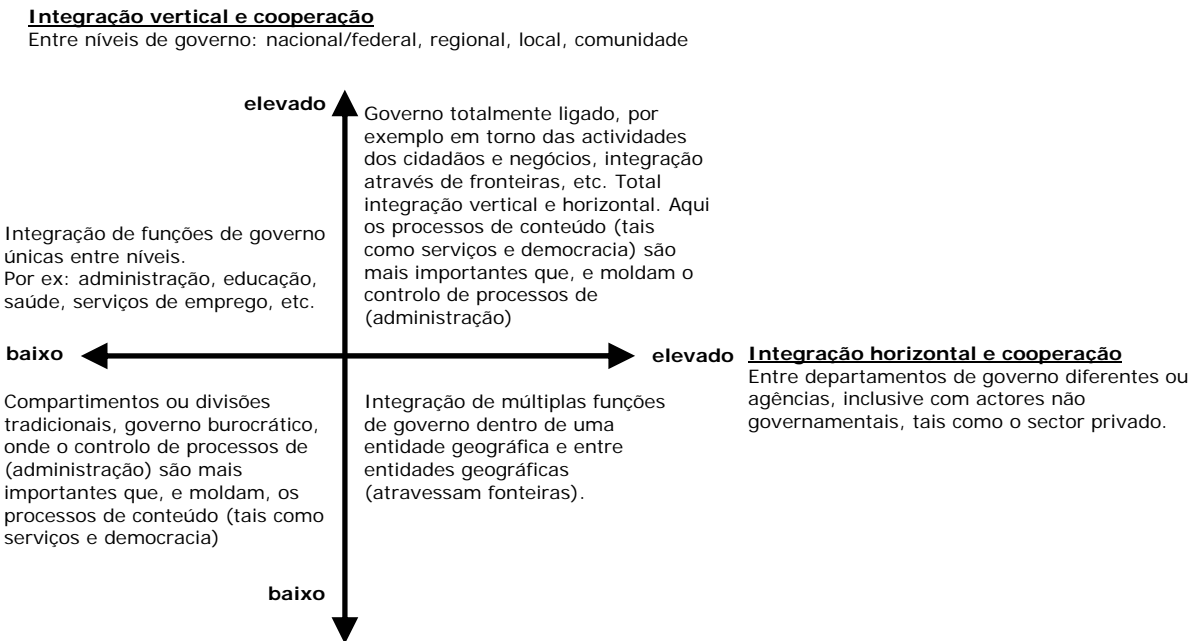 Integração vertical e cooperação
Entre níveis de governo: nacional/federal, regional, local, comunidade
elevado
Governo totalmente ligado, por
exemplo em torno das actividades
dos cidadãos e negócios, integração
através de fronteiras, etc. Total
integração vertical e horizontal. Aqui
os processos de conteúdo (tais
como serviços e democracia) são
mais importantes que, e moldam o
controlo de processos de
(administração)
Integração de funções de governo
únicas entre níveis.
Por ex: administração, educação,
saúde, serviços de emprego, etc.
baixo
elevado
Integração horizontal e cooperação
Entre departamentos de governo diferentes ou
agências, inclusive com actores não
governamentais, tais como o sector privado.
Compartimentos ou divisões
tradicionais, governo burocrático,
onde o controlo de processos de
(administração) são mais
importantes que, e moldam, os
processos de conteúdo (tais como
serviços e democracia)
Integração de múltiplas funções
de governo dentro de uma
entidade geográfica e entre
entidades geográficas
(atravessam fonteiras).
baixo